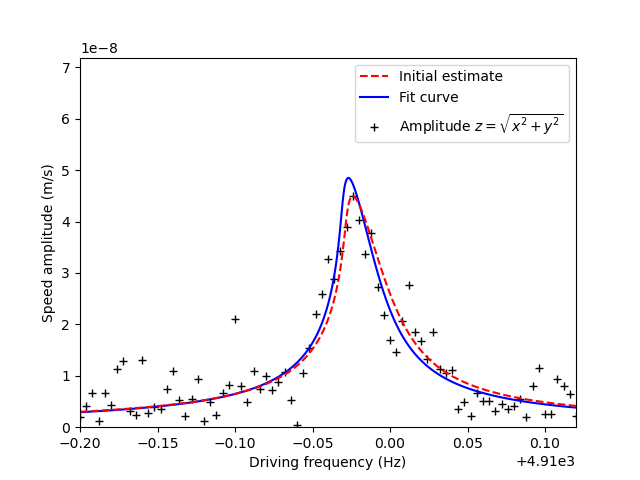 1e−8
7
6
5
4
3
2
1
0
Speed amplitude (m/s)
Initial estimate
Fit curve
Amplitude z = √x² + y²
−0.20 −0.15 −0.10 −0.05 0.00 0.05 0.10
Driving frequency (Hz)
+4.91e3